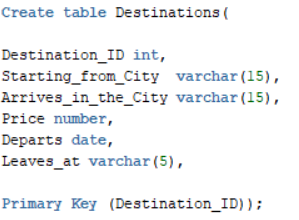 Create table Destinations(
Destination_ID int,
Starting_from_City varchar(15),
Arrives_in_the_City varchar(15),
Price number,
Departs date,
Leaves_at varchar(5),
Primary Key (Destination_ID));